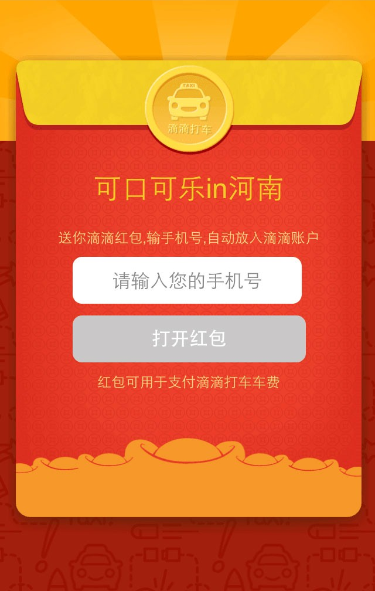 TAXI
滴滴打车
可口可乐in河南
送你滴滴红包,输手机号,自动放入滴滴账户
请输入您的手机号
打开红包
红包可用于支付滴滴打车车费